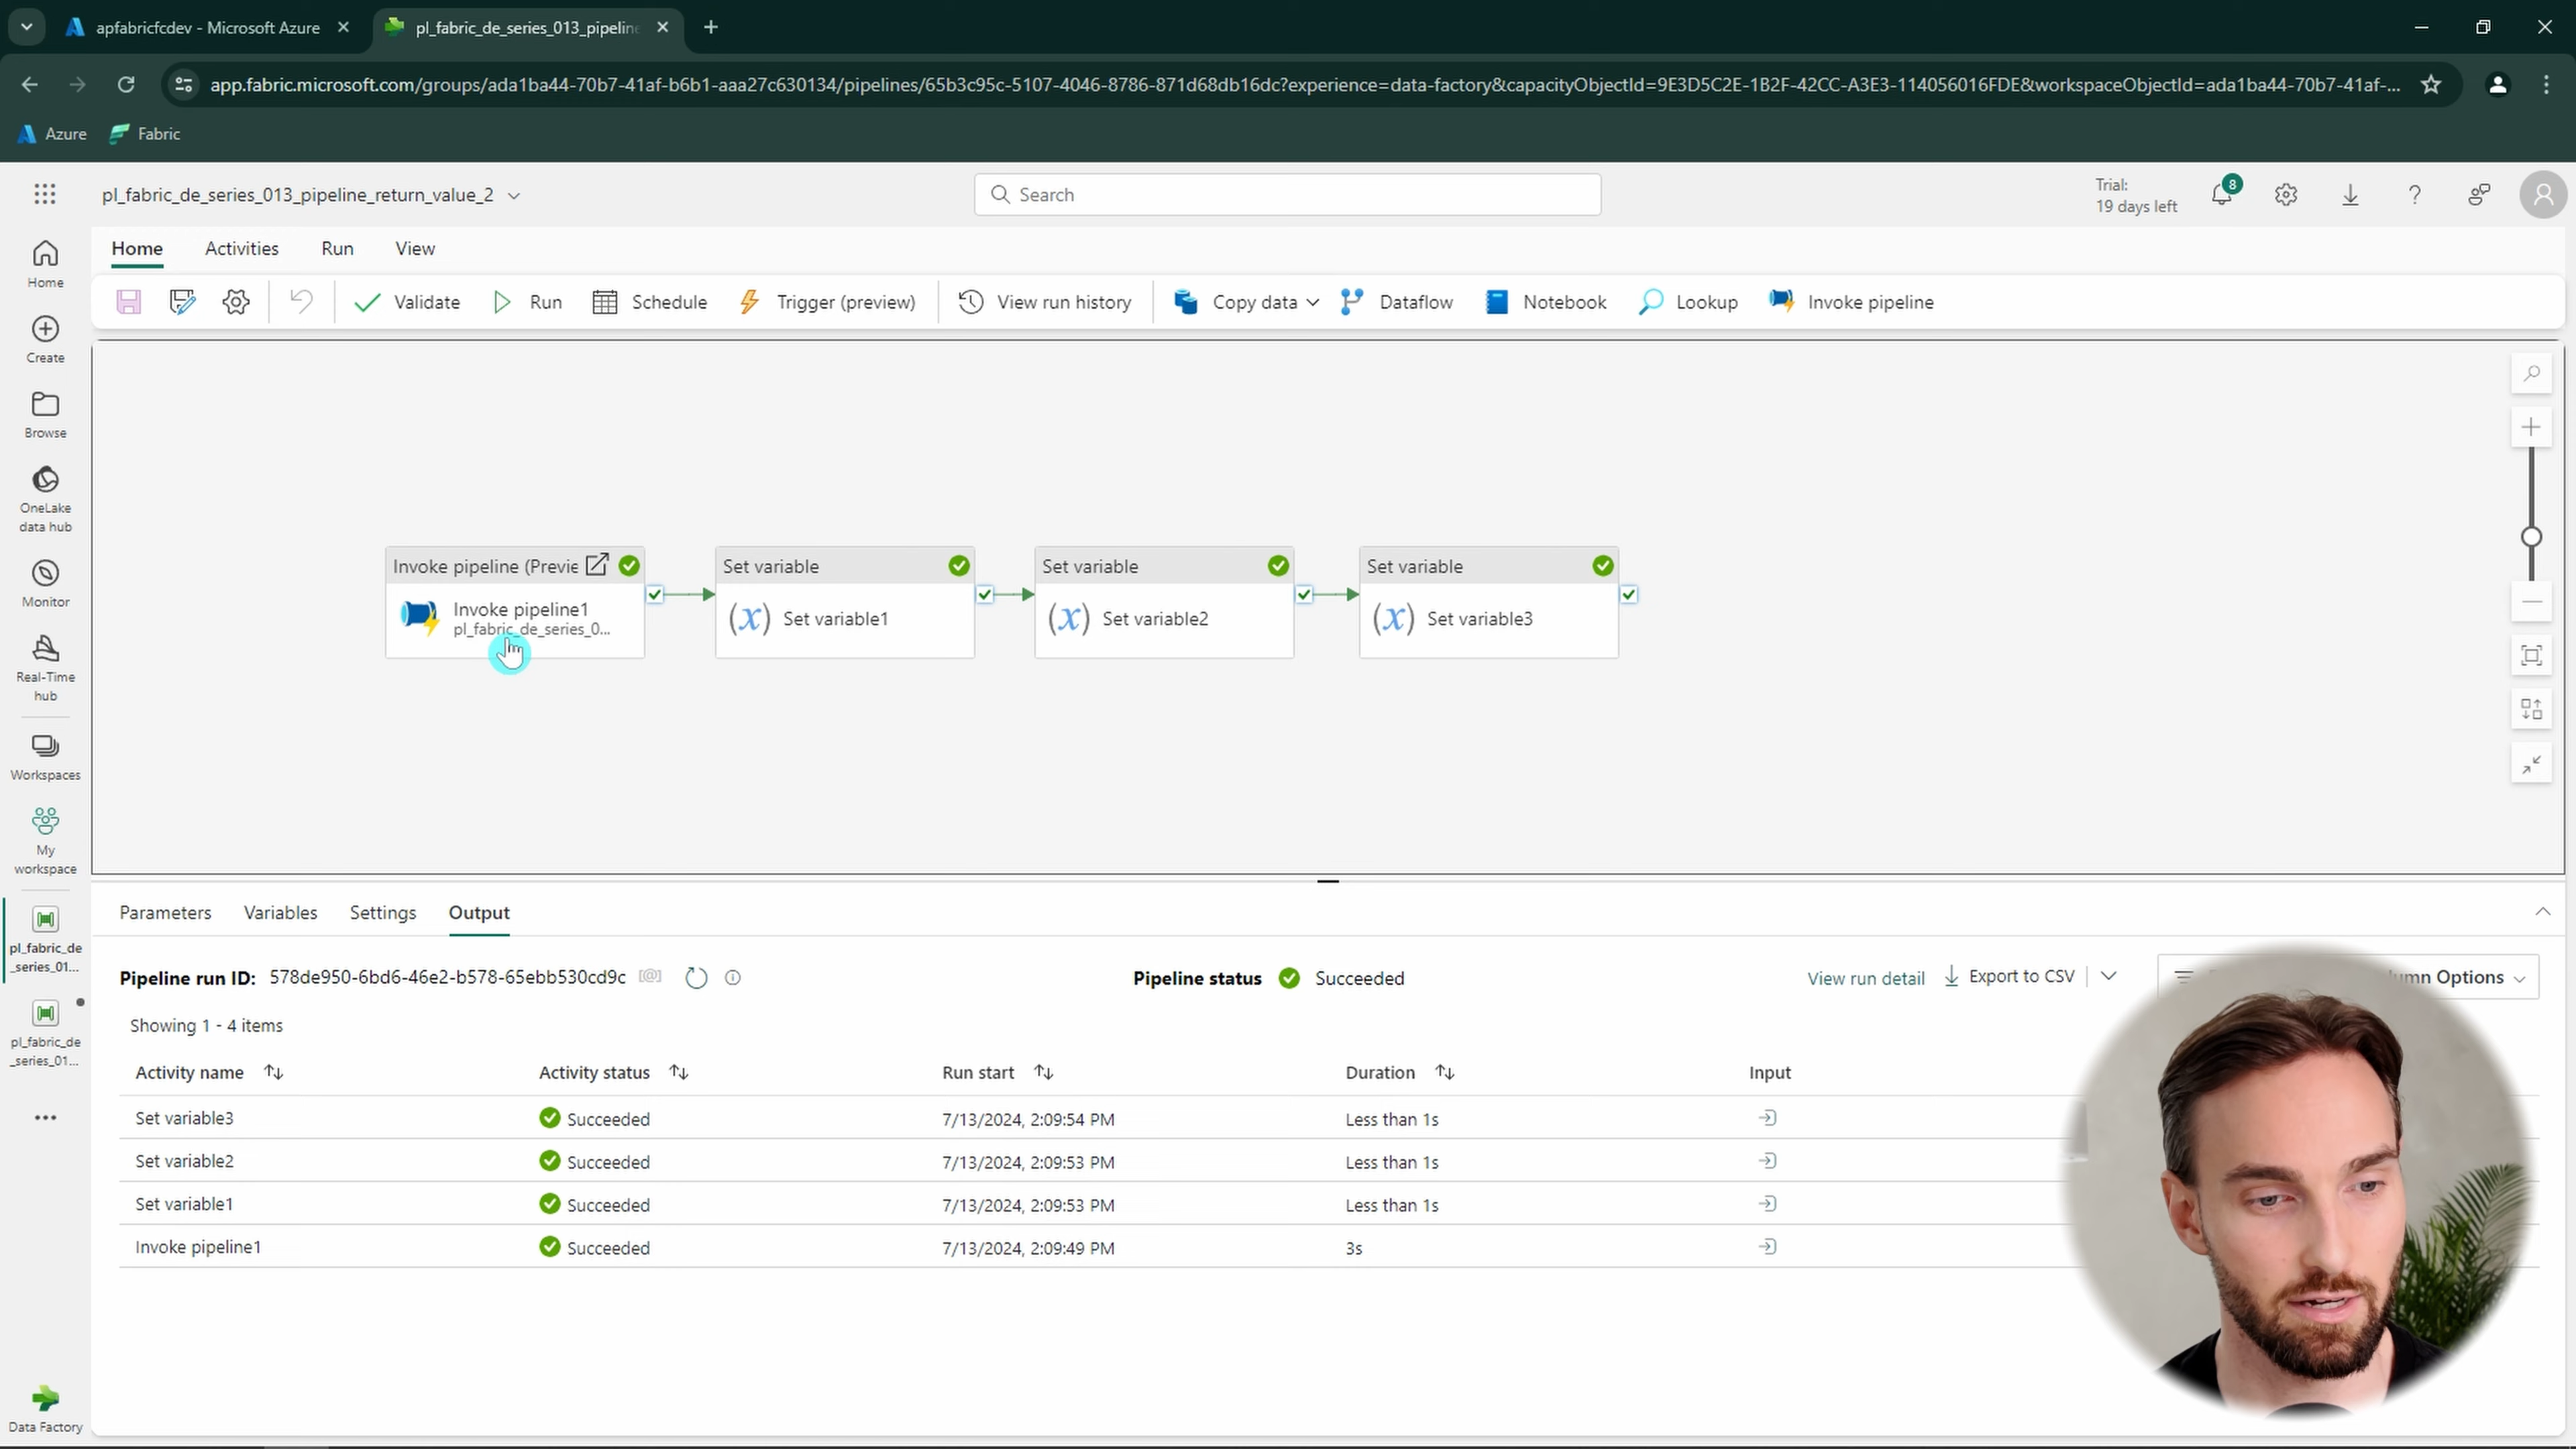 apfabricfcdev - Microsoft Azure
pl_fabric_de_series_013_pipeline
app.fabric.microsoft.com/groups/ada1ba44-70b7-41af-b6b1-aaa27c630134/pipelines/65b3c95c-5107-4046-8786-871d68db16dc?experience=data-factory&capacityObjectId=9E3D5C2E-1B2F-42CC-A3E3-114056016FDE&workspaceObjectId=ada1ba44-70b7-41af-...
Azure
Fabric
pl_fabric_de_series_013_pipeline_return_value_2
Search
Trial:
19 days left
8
Home
Activities
Run
View
Validate
Run
Schedule
Trigger (preview)
View run history
Copy data
Dataflow
Notebook
Lookup
Invoke pipeline
Home
Create
Browse
OneLake
data hub
Monitor
Real-Time
hub
Workspaces
My
workspace
pl_fabric_de
_series_01...
pl_fabric_de
_series_01...
Data Factory
Invoke pipeline (Previe
Invoke pipeline1
pl_fabric_de_series_0...
Set variable
(x) Set variable1
Set variable
(x) Set variable2
Set variable
(x) Set variable3
Parameters
Variables
Settings
Output
Pipeline run ID: 578de950-6bd6-46e2-b578-65ebb530cd9c
Pipeline status Succeeded
View run detail
Export to CSV
Options
Showing 1 - 4 items
Activity name Activity status Run start Duration Input
Set variable3 Succeeded 7/13/2024, 2:09:54 PM Less than 1s
Set variable2 Succeeded 7/13/2024, 2:09:53 PM Less than 1s
Set variable1 Succeeded 7/13/2024, 2:09:53 PM Less than 1s
Invoke pipeline1 Succeeded 7/13/2024, 2:09:49 PM 3s